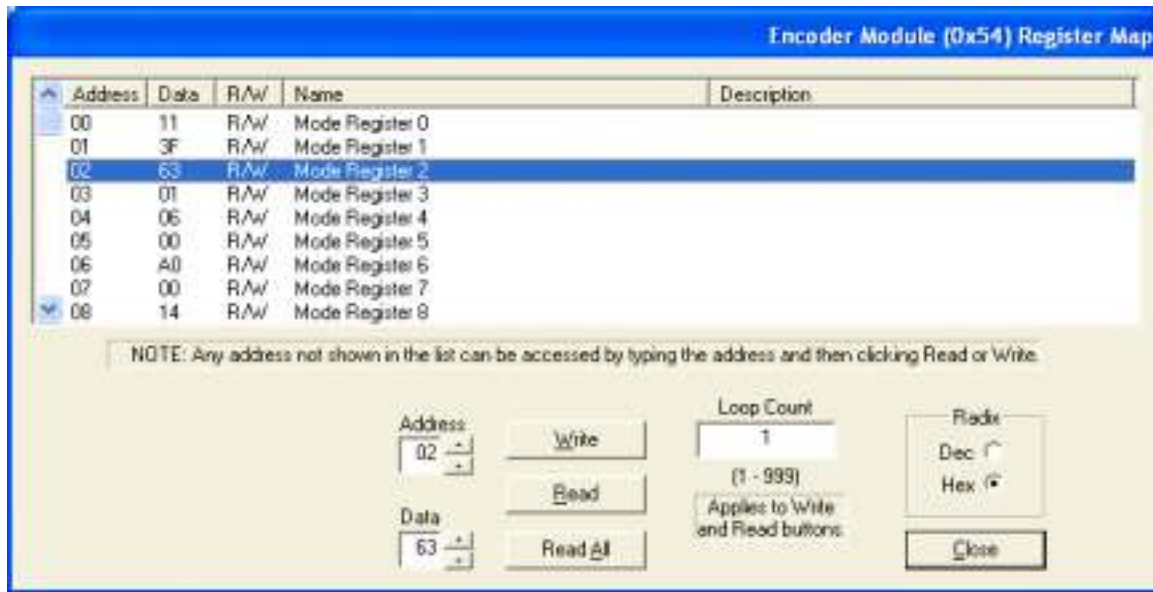 Encoder Module (0x54) Register Map
Address Data R/W Name Description
00 11 R/W Mode Register 0
01 3F R/W Mode Register 1
02 63 R/W Mode Register 2
03 01 R/W Mode Register 3
04 06 R/W Mode Register 4
05 00 R/W Mode Register 5
06 A0 R/W Mode Register 6
07 00 R/W Mode Register 7
08 14 R/W Mode Register 8
NOTE: Any address not shown in the list can be accessed by typing the address and then clicking Read or Write.
Address
02
Write
Read
Data
63
Read All
Loop Count
1
(1 - 999)
Applies to Write
and Read buttons.
Radix
Dec
Hex
Close